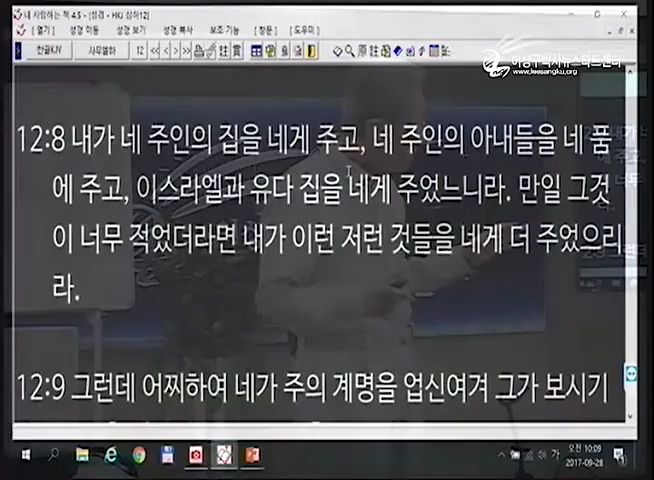 내 사랑하는 책 4.5 - [성경 - HKJ 삼하12]
[열기] 성경 이동 성경 보기 성경 복사 보조 기능 [창문] [도우미]
한글KJV 사무엘하 12
이상구박사뉴스타트센터
www.leesangku.org
12:8 내가 네 주인의 집을 네게 주고, 네 주인의 아내들을 네 품
에 주고, 이스라엘과 유다 집을 네게 주었느니라. 만일 그것
이 너무 적었더라면 내가 이런 저런 것들을 네게 더 주었으리
라.
12:9 그런데 어찌하여 네가 주의 계명을 업신여겨 그가 보시기
오전 10:09
2017-09-28